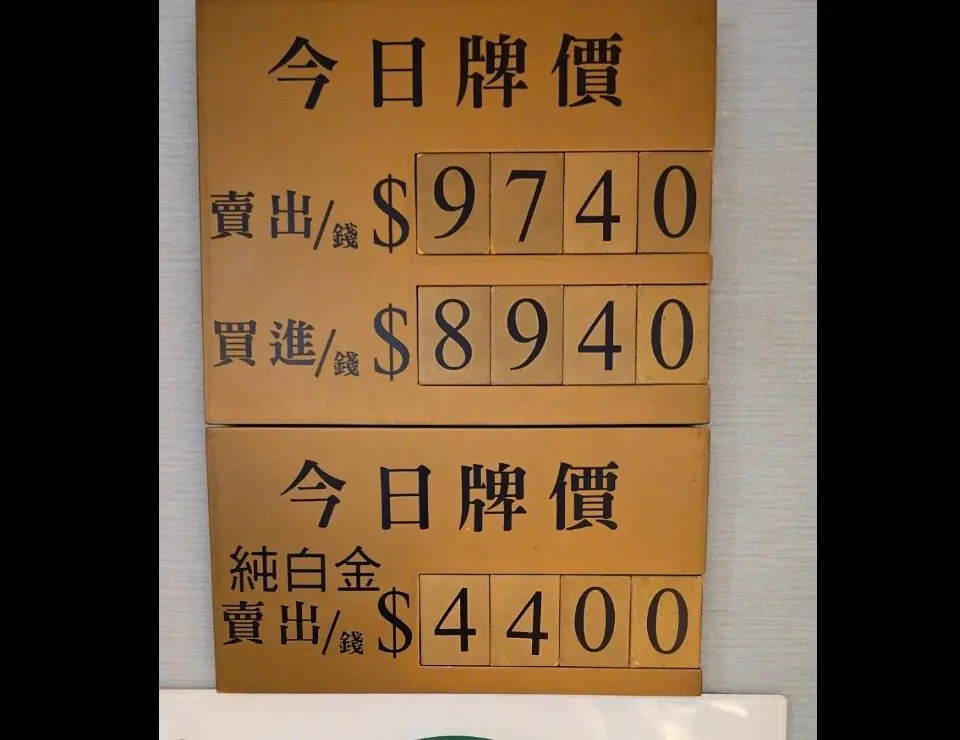 今日牌價
賣出/錢 $9740
買進/錢 $8940
今日牌價
純白金
賣出/錢 $4400